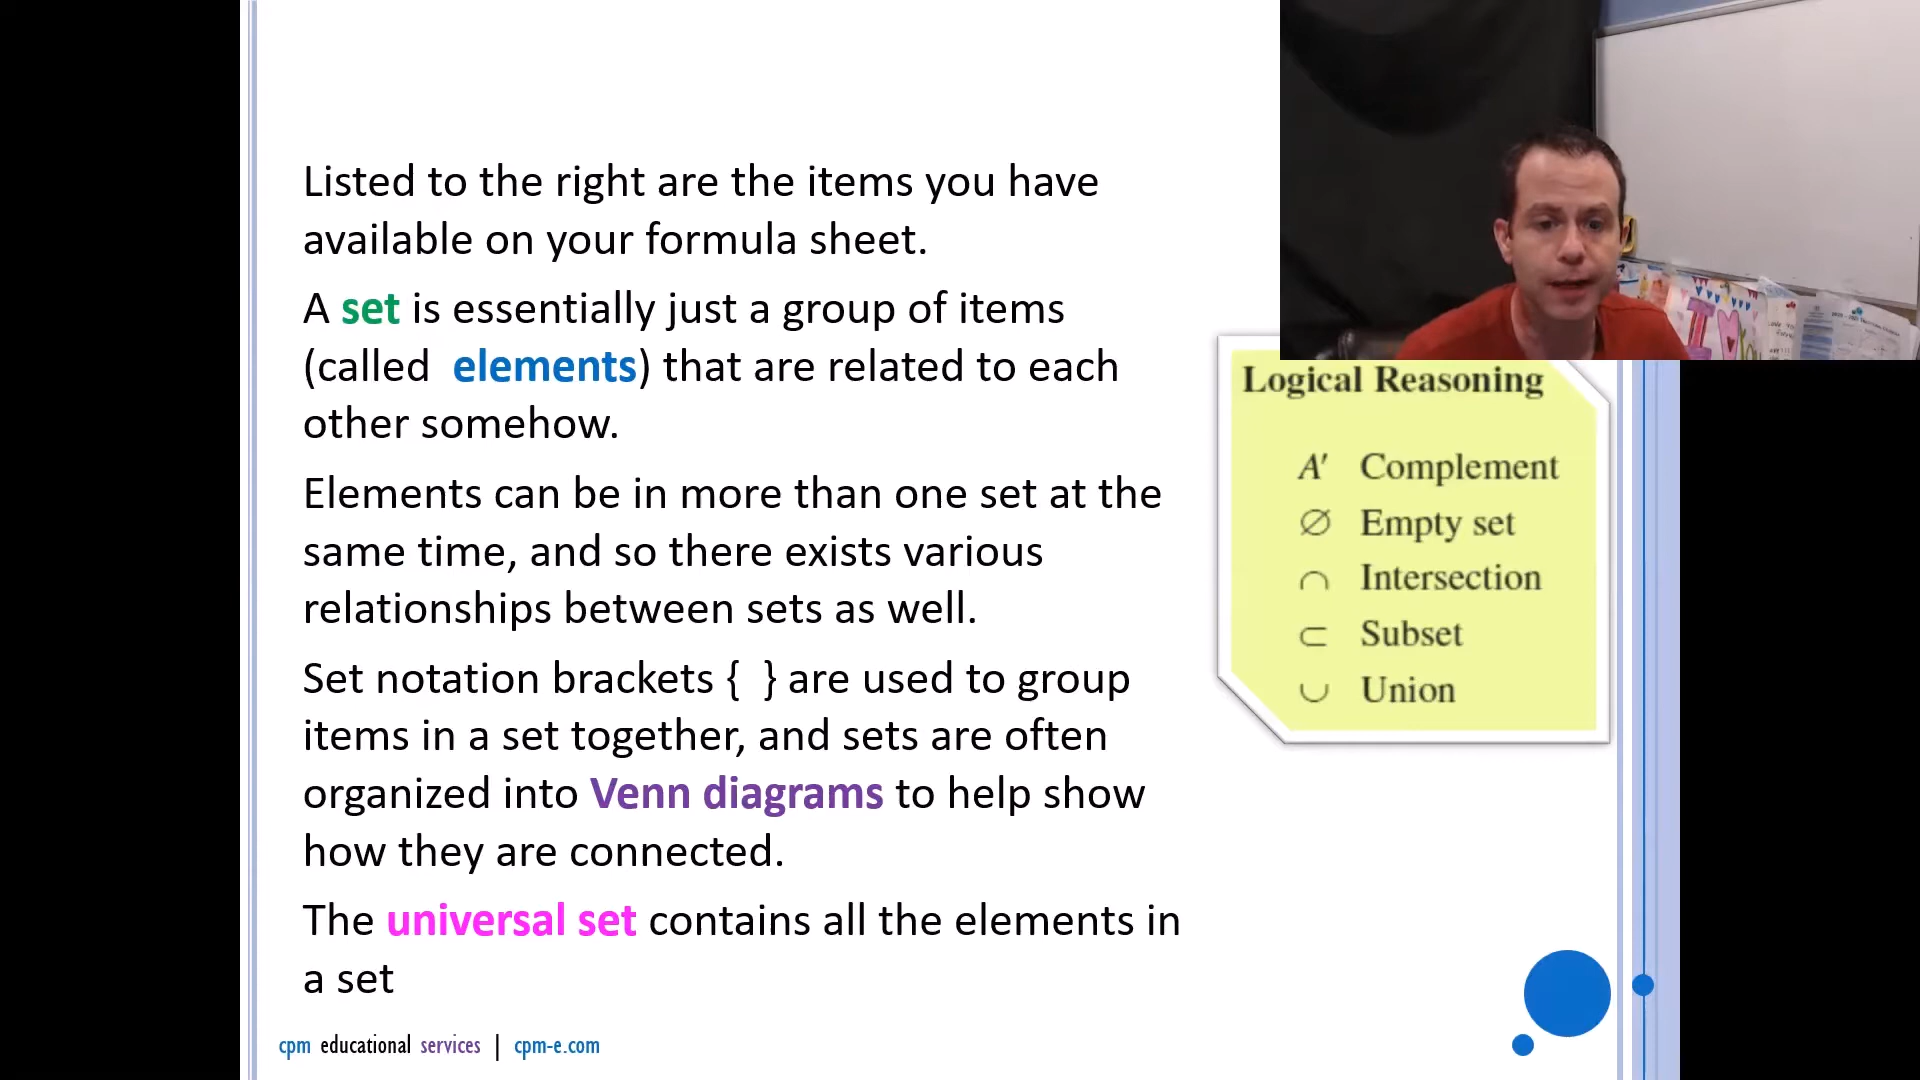 Listed to the right are the items you have
available on your formula sheet.
A set is essentially just a group of items
(called elements) that are related to each
other somehow.
Elements can be in more than one set at the
same time, and so there exists various
relationships between sets as well.
Set notation brackets { } are used to group
items in a set together, and sets are often
organized into Venn diagrams to help show
how they are connected.
The universal set contains all the elements in
a set
Logical Reasoning
A′ Complement
∅ Empty set
∩ Intersection
⊂ Subset
∪ Union
cpm educational services | cpm-e.com